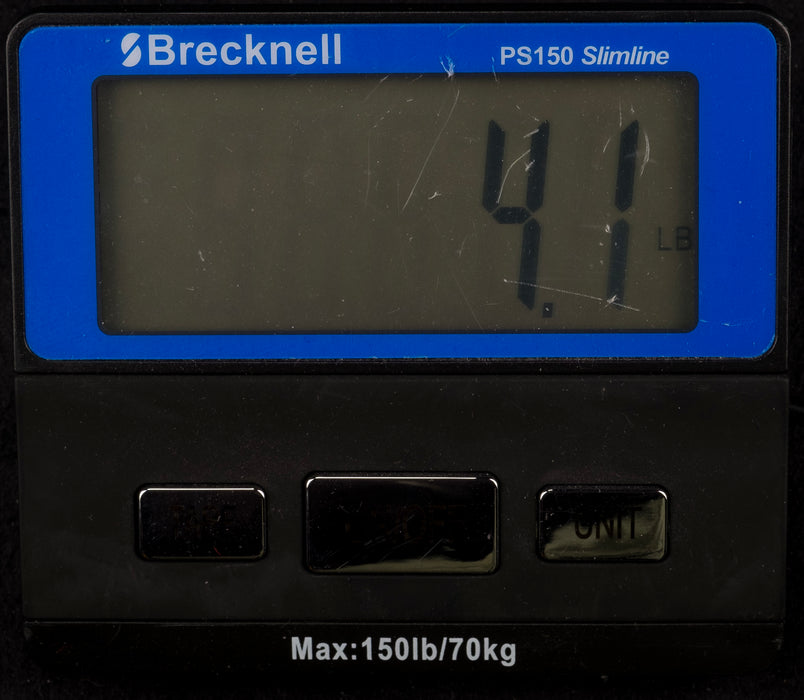 Brecknell PS150 Slimline
4.1 LB
UNIT
Max:150lb/70kg